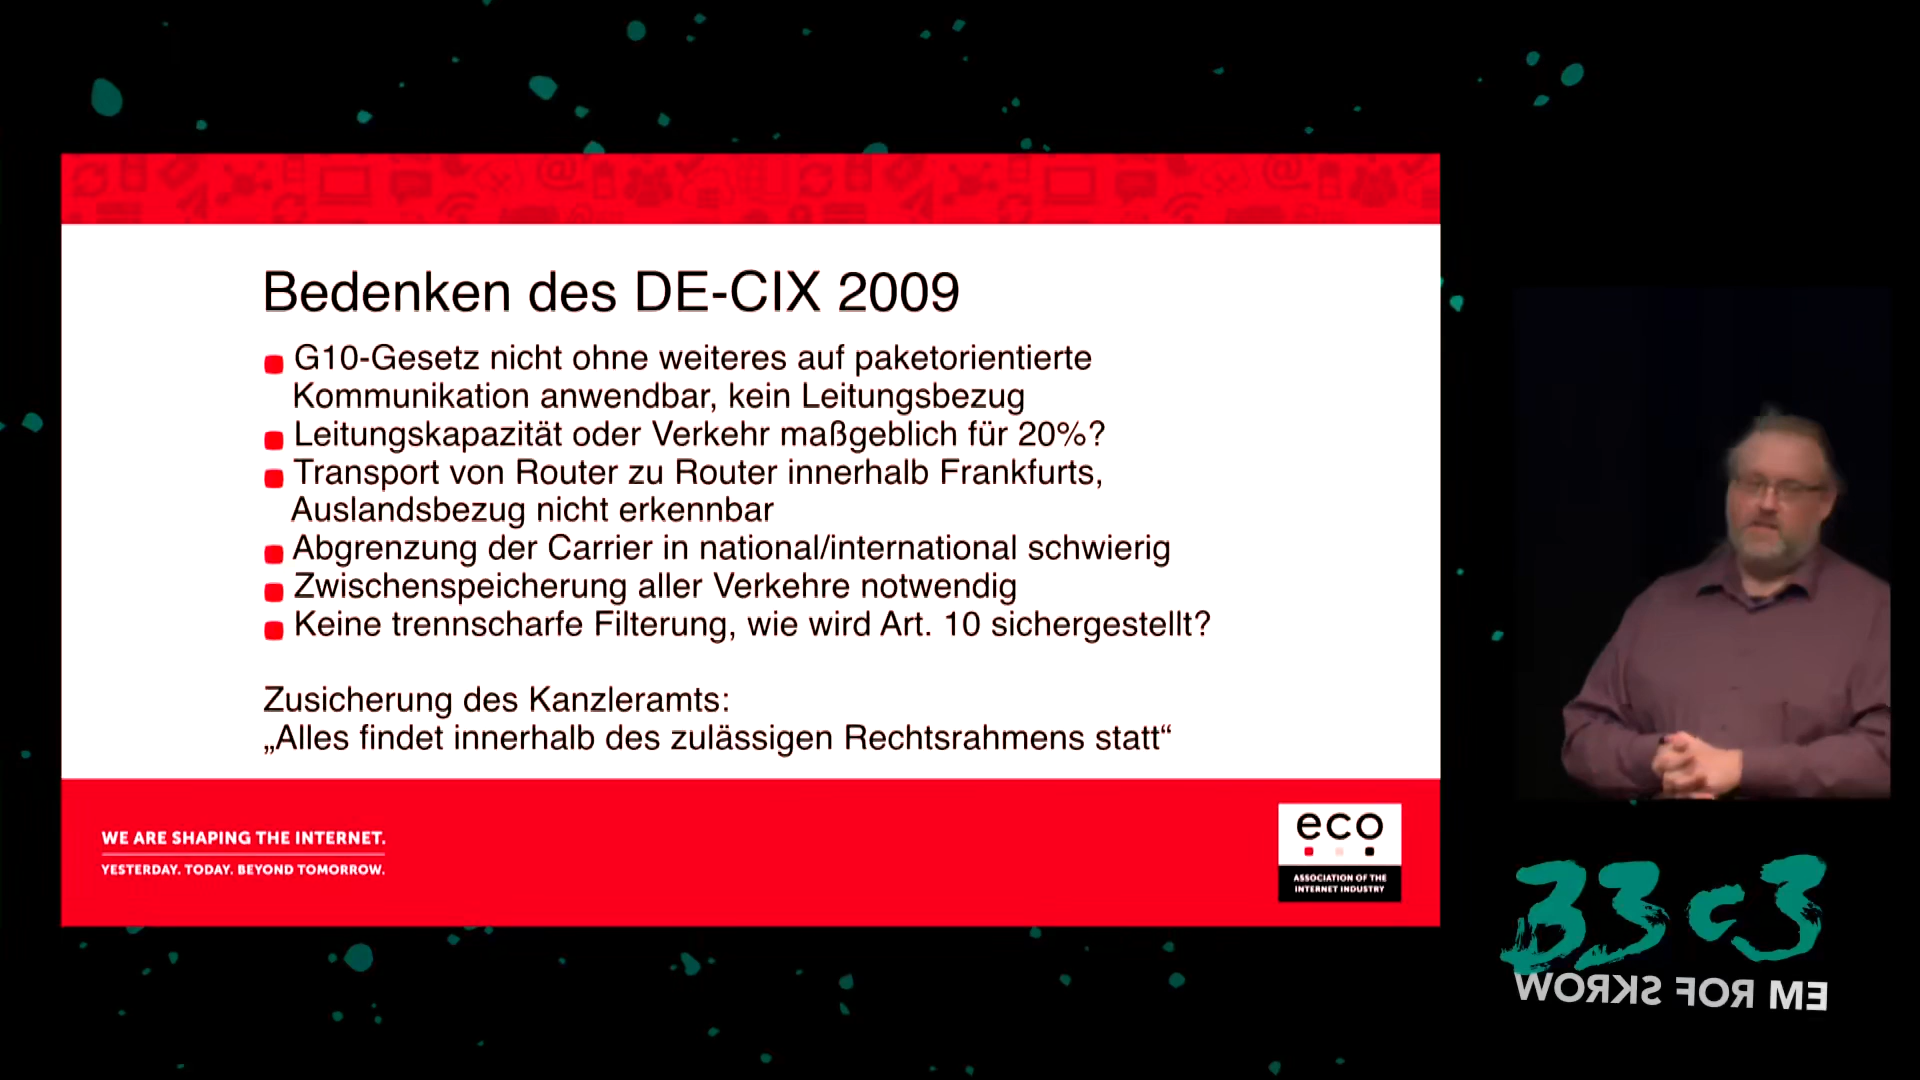 Bedenken des DE-CIX 2009
G10-Gesetz nicht ohne weiteres auf paketorientierte
Kommunikation anwendbar, kein Leitungsbezug
Leitungskapazität oder Verkehr maßgeblich für 20%?
Transport von Router zu Router innerhalb Frankfurts,
Auslandsbezug nicht erkennbar
Abgrenzung der Carrier in national/international schwierig
Zwischenspeicherung aller Verkehre notwendig
Keine trennscharfe Filterung, wie wird Art. 10 sichergestellt?
Zusicherung des Kanzleramts:
„Alles findet innerhalb des zulässigen Rechtsrahmens statt“
WE ARE SHAPING THE INTERNET.
YESTERDAY. TODAY. BEYOND TOMORROW.
eco
ASSOCIATION OF THE
INTERNET INDUSTRY
33c3
WORKS FOR ME